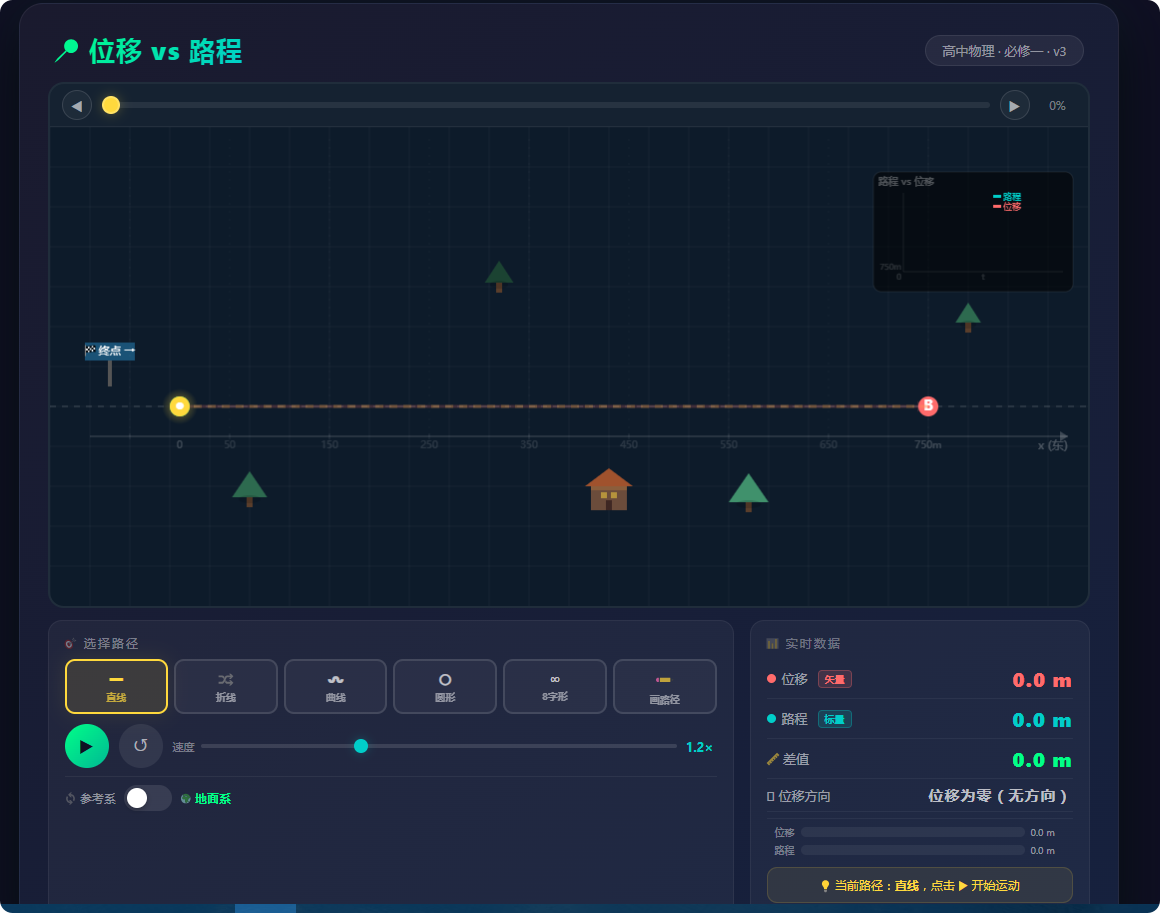 位移 vs 路程
高中物理 · 必修一 · v3
0%
路程 vs 位移
路程
位移
750m
0
1
终点
B
0 50 150 250 350 450 550 650 750m x (东)
选择路径
直线 折线 曲线 圆形 8字形 画路径
速度 1.2×
参考系 地面系
实时数据
位移 矢量 0.0 m
路程 标量 0.0 m
差值 0.0 m
位移方向 位移为零（无方向）
位移 0.0 m
路程 0.0 m
当前路径：直线，点击 ▶ 开始运动